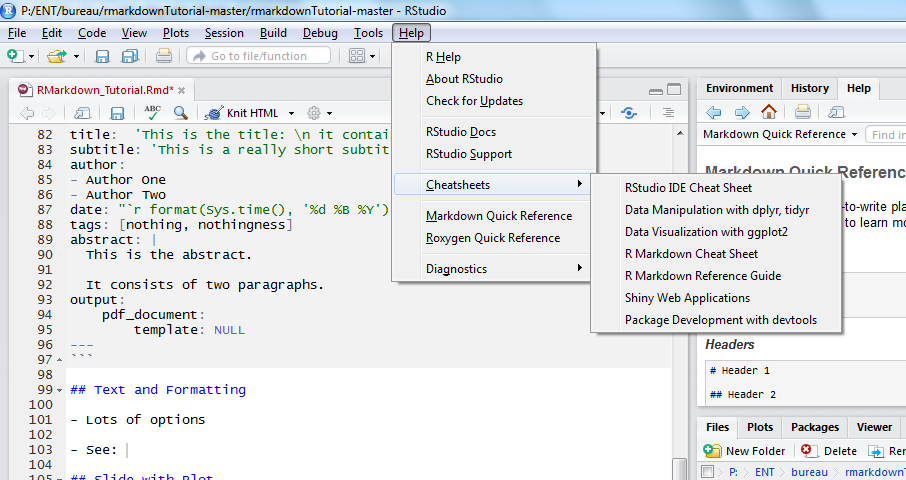 P:/ENT/bureau/rmarkdownTutorial-master/rmarkdownTutorial-master - RStudio
File Edit Code View Plots Session Build Debug Tools Help
Go to file/function
R Help
About RStudio
Check for Updates
RStudio Docs
RStudio Support
Cheatsheets
Markdown Quick Reference
Roxygen Quick Reference
Diagnostics
RStudio IDE Cheat Sheet
Data Manipulation with dplyr, tidyr
Data Visualization with ggplot2
R Markdown Cheat Sheet
R Markdown Reference Guide
Shiny Web Applications
Package Development with devtools
RMarkdown_Tutorial.Rmd*
ABC Knit HTML
82 title: 'This is the title: \n it contai
83 subtitle: 'This is a really short subtit
84 author:
85 - Author One
86 - Author Two
87 date: "`r format(Sys.time(), '%d %B %Y')
88 tags: [nothing, nothingness]
89 abstract: |
90 This is the abstract.
91
92 It consists of two paragraphs.
93 output:
94 pdf_document:
95 template: NULL
96 ---
97 ```
98
99 ## Text and Formatting
100
101 - Lots of options
102
103 - See:
104
105 ## Slide with Plot
Environment History Help
Markdown Quick Reference Find in
Markdown Quick Referenc
-to-write pla
to learn mo
Headers
# Header 1
## Header 2
Files Plots Packages Viewer
New Folder Delete Re
P: ENT bureau rmarkdownT